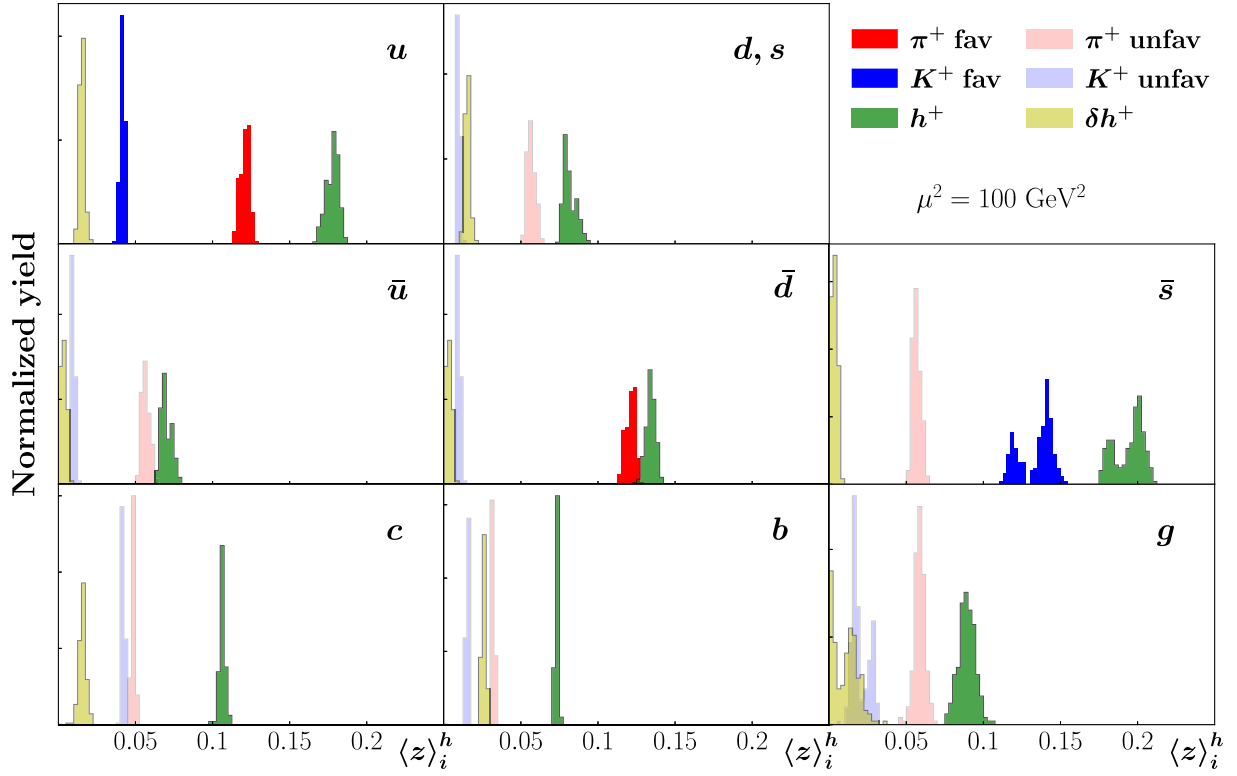 u
d, s
π⁺ fav
π⁺ unfav
K⁺ fav
K⁺ unfav
h⁺
δh⁺
μ² = 100 GeV²
Normalized yield
ū
d̄
s̄
c
b
g
0.05 0.1 0.15 0.2 ⟨z⟩ᵢʰ
0.05 0.1 0.15 0.2 ⟨z⟩ᵢʰ
0.05 0.1 0.15 0.2 ⟨z⟩ᵢʰ